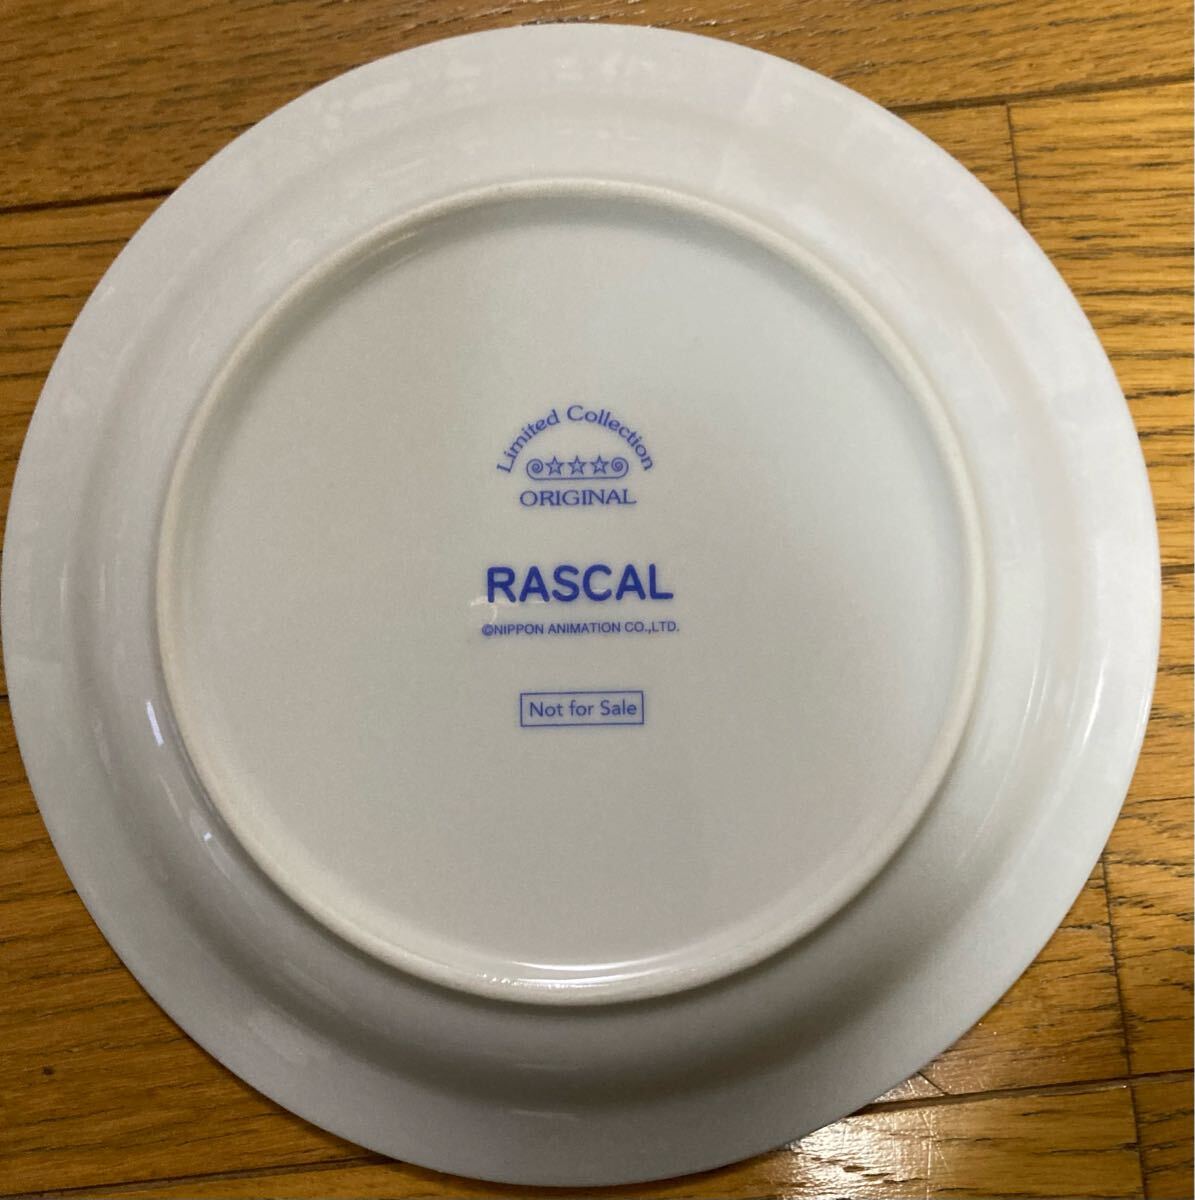 Limited Collection
ORIGINAL
RASCAL
©NIPPON ANIMATION CO.,LTD.
Not for Sale